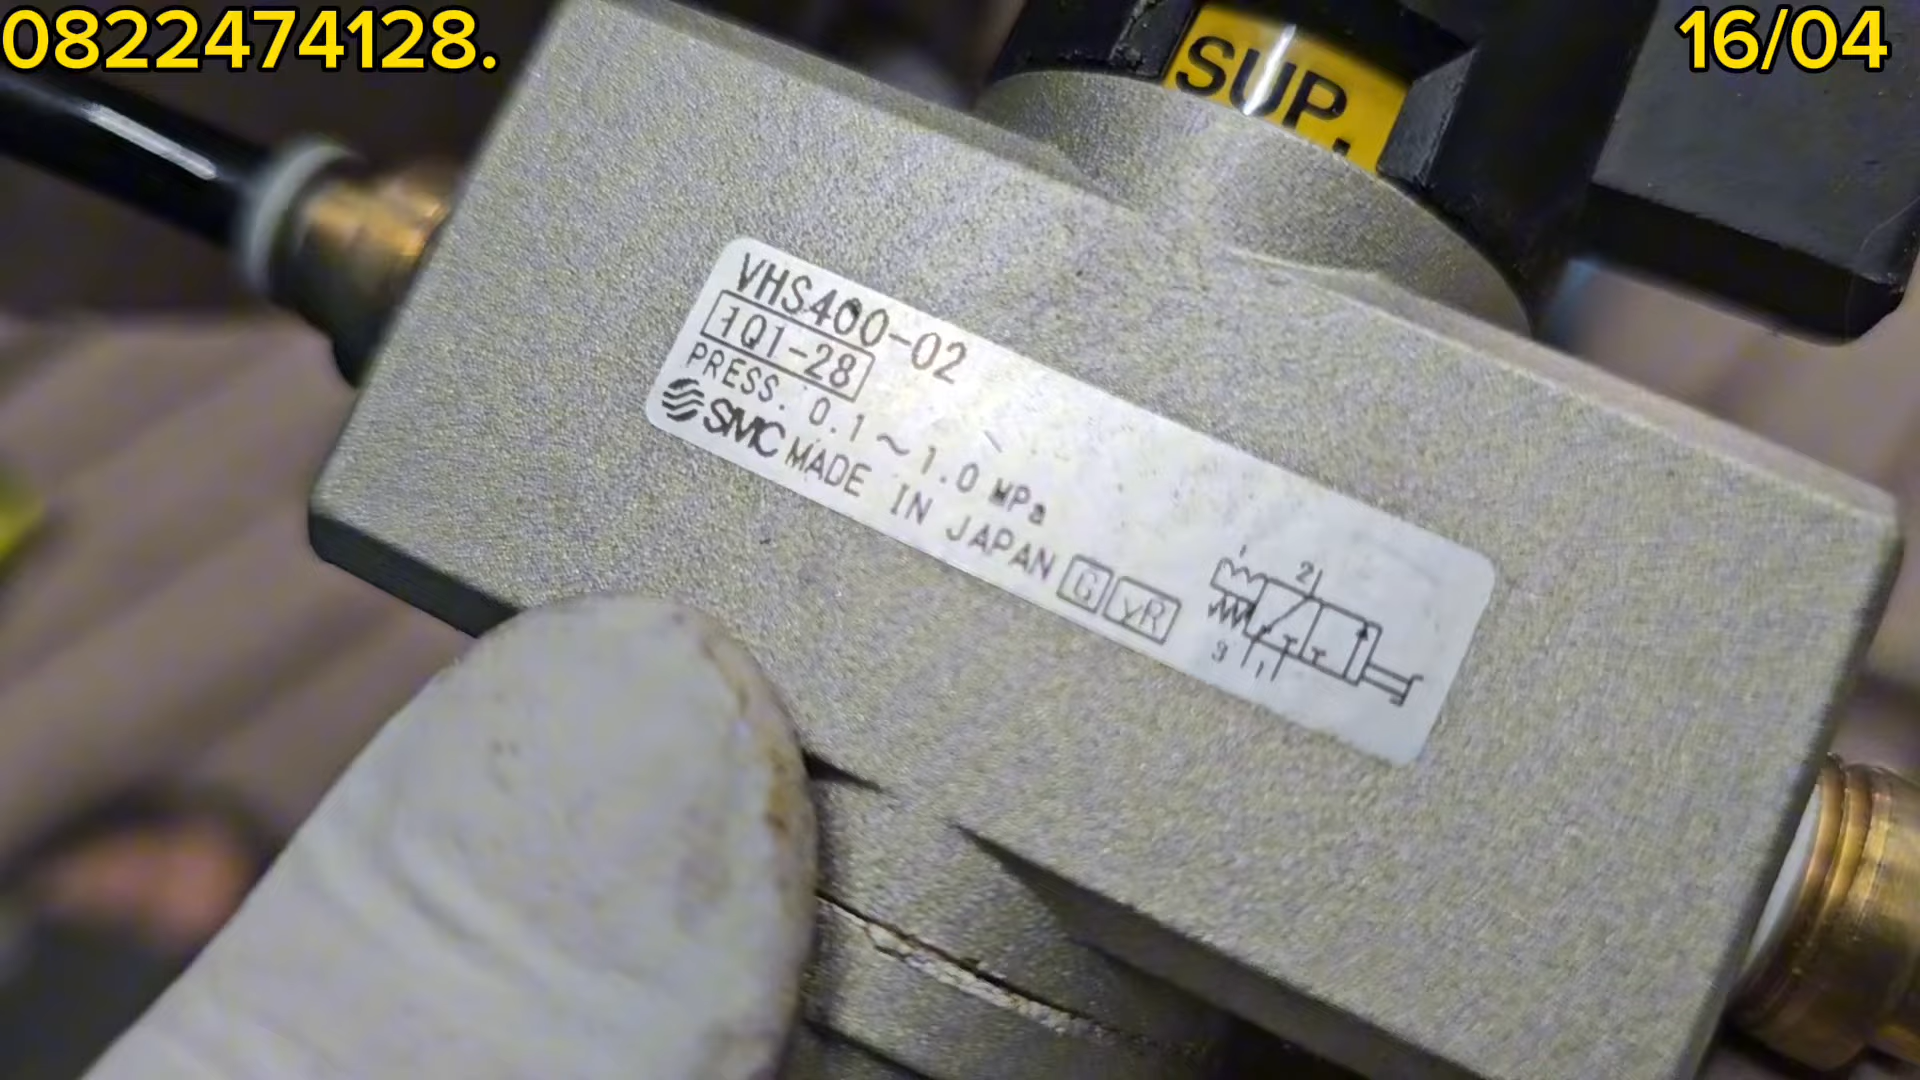 0822474128.
16/04
SUP.
VHS400-02
1Q1-28
PRESS. 0.1~1.0 MPa
SMC MADE IN JAPAN G yR
2
3 1